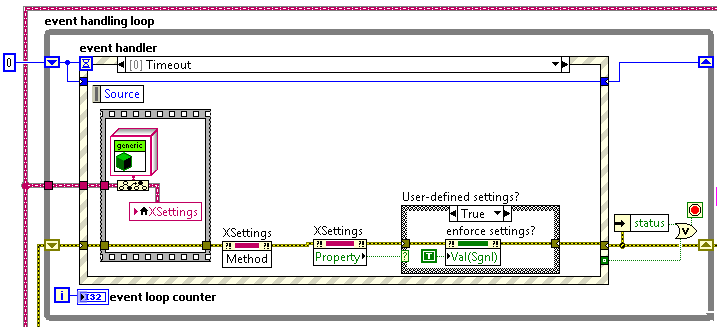 event handling loop
event handler
0
[0] Timeout
Source
generic
XSettings
User-defined settings?
True
XSettings
XSettings
enforce settings?
status
v
Method
Property
?
T
Val(Sgnl)
i
I32
event loop counter